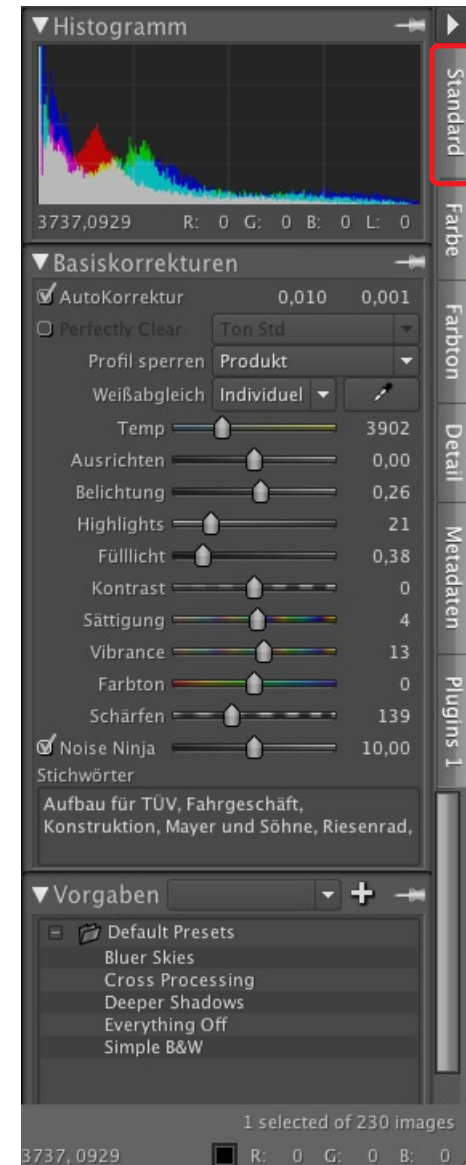 Histogramm
3737,0929 R: 0 G: 0 B: 0 L: 0
Basiskorrekturen
AutoKorrektur 0,010 0,001
Perfectly Clear Ton Std
Profil sperren Produkt
Weißabgleich Individuel
Temp 3902
Ausrichten 0,00
Belichtung 0,26
Highlights 21
Fülllicht 0,38
Kontrast 0
Sättigung 4
Vibrance 13
Farbton 0
Schärfen 139
Noise Ninja 10,00
Stichwörter
Aufbau für TÜV, Fahrgeschäft,
Konstruktion, Mayer und Söhne, Riesenrad,
Vorgaben
Default Presets
Bluer Skies
Cross Processing
Deeper Shadows
Everything Off
Simple B&W
1 selected of 230 images
3737, 0929 R: 0 G: 0 B: 0
Standard
Farbe
Farbton
Detail
Metadaten
Plugins 1